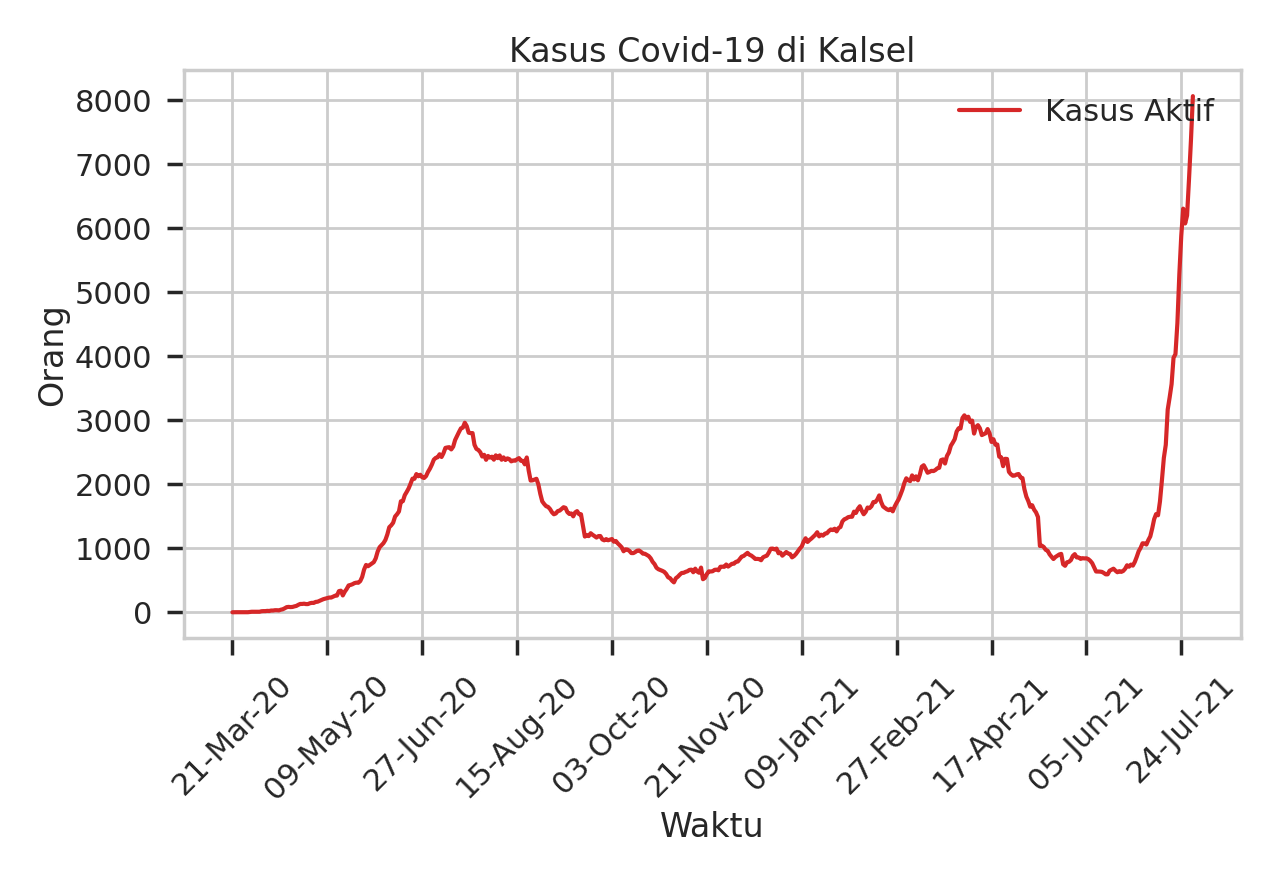 Kasus Covid-19 di Kalsel
Kasus Aktif
Orang
8000
7000
6000
5000
4000
3000
2000
1000
0
21-Mar-20
09-May-20
27-Jun-20
15-Aug-20
03-Oct-20
21-Nov-20
09-Jan-21
27-Feb-21
17-Apr-21
05-Jun-21
24-Jul-21
Waktu